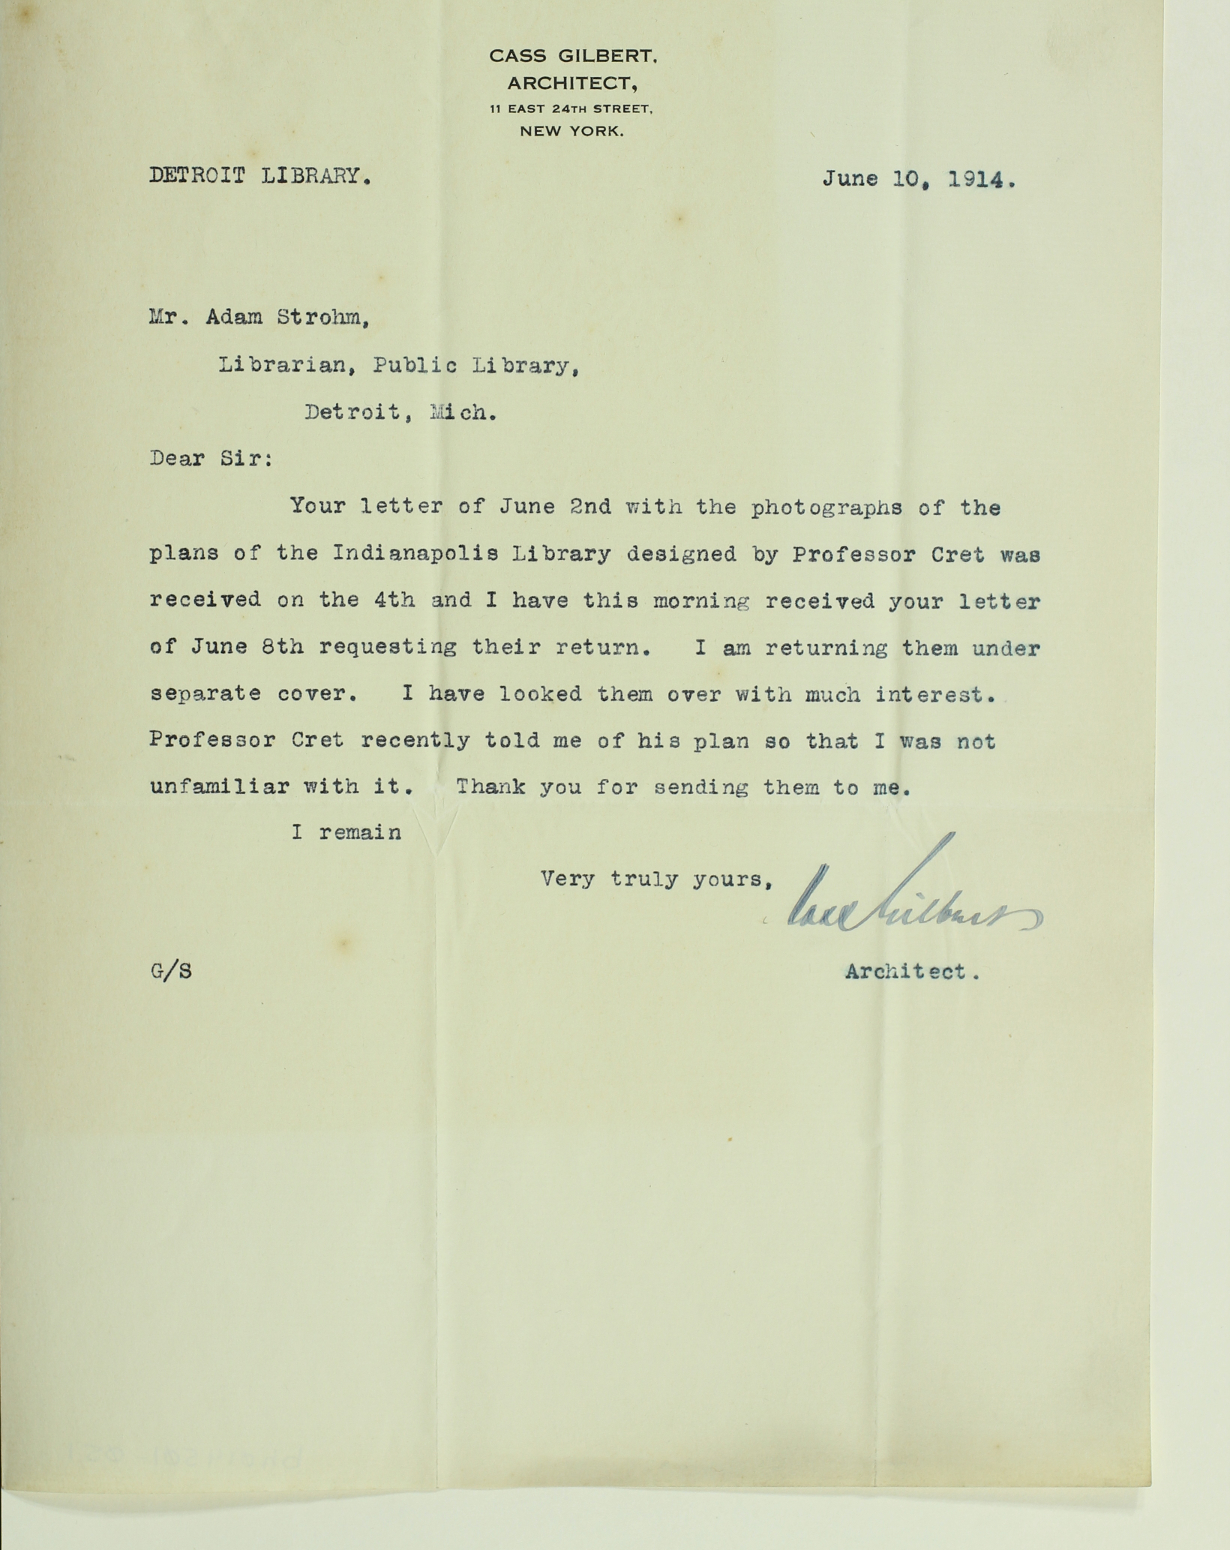 CASS GILBERT,
ARCHITECT,
11 EAST 24TH STREET,
NEW YORK.
DETROIT LIBRARY. June 10, 1914.
Mr. Adam Strohm,
Librarian, Public Library,
Detroit, Mich.
Dear Sir:
Your letter of June 2nd with the photographs of the
plans of the Indianapolis Library designed by Professor Cret was
received on the 4th and I have this morning received your letter
of June 8th requesting their return. I am returning them under
separate cover. I have looked them over with much interest.
Professor Cret recently told me of his plan so that I was not
unfamiliar with it. Thank you for sending them to me.
I remain
Very truly yours,
Cass Gilbert
G/S Architect.